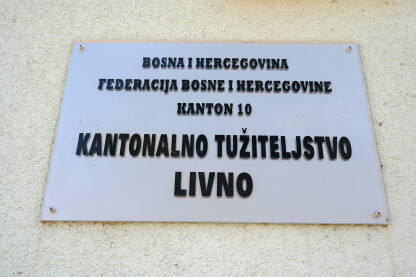 BOSNA I HERCEGOVINA
FEDERACIJA BOSNE I HERCEGOVINE
KANTON 10
KANTONALNO TUŽITELJSTVO
LIVNO